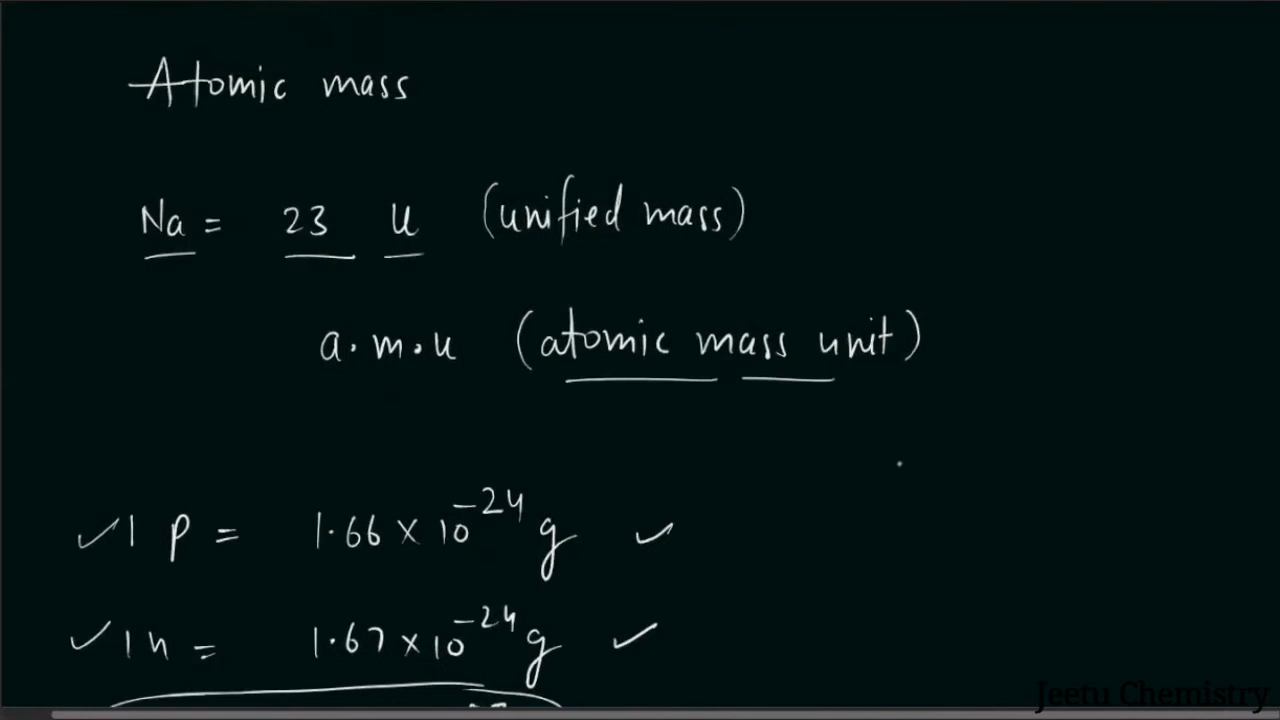 Atomic mass
Na = 23 u (unified mass)
a.m.u (atomic mass unit)
✓1 p = 1.66 × 10⁻²⁴ g ✓
✓1 n = 1.67 × 10⁻²⁴ g ✓
Jeetu Chemistry